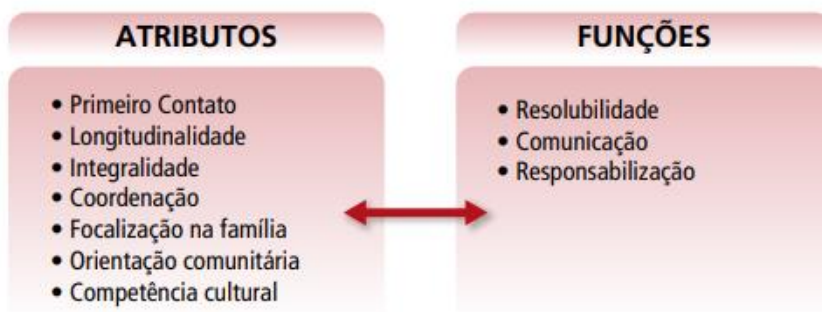 ATRIBUTOS
• Primeiro Contato
• Longitudinalidade
• Integralidade
• Coordenação
• Focalização na família
• Orientação comunitária
• Competência cultural
FUNÇÕES
• Resolubilidade
• Comunicação
• Responsabilização